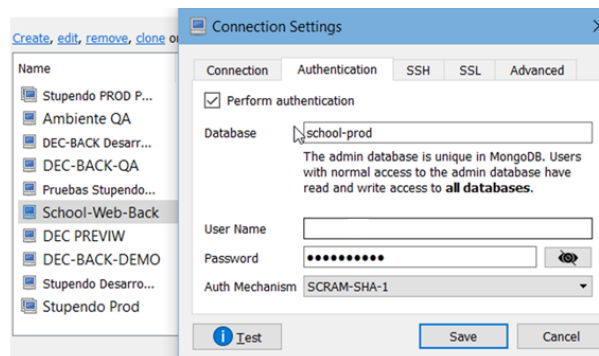 Create, edit, remove, clone o
Name
Stupendo PROD P...
Ambiente QA
DEC-BACK Desarr...
DEC-BACK-QA
Pruebas Stupendo...
School-Web-Back
DEC PREVIW
DEC-BACK-DEMO
Stupendo Desarro...
Stupendo Prod
Connection Settings
Connection Authentication SSH SSL Advanced
Perform authentication
Database school-prod
The admin database is unique in MongoDB. Users
with normal access to the admin database have
read and write access to all databases.
User Name
Password ••••••••••
Auth Mechanism SCRAM-SHA-1
Test Save Cancel